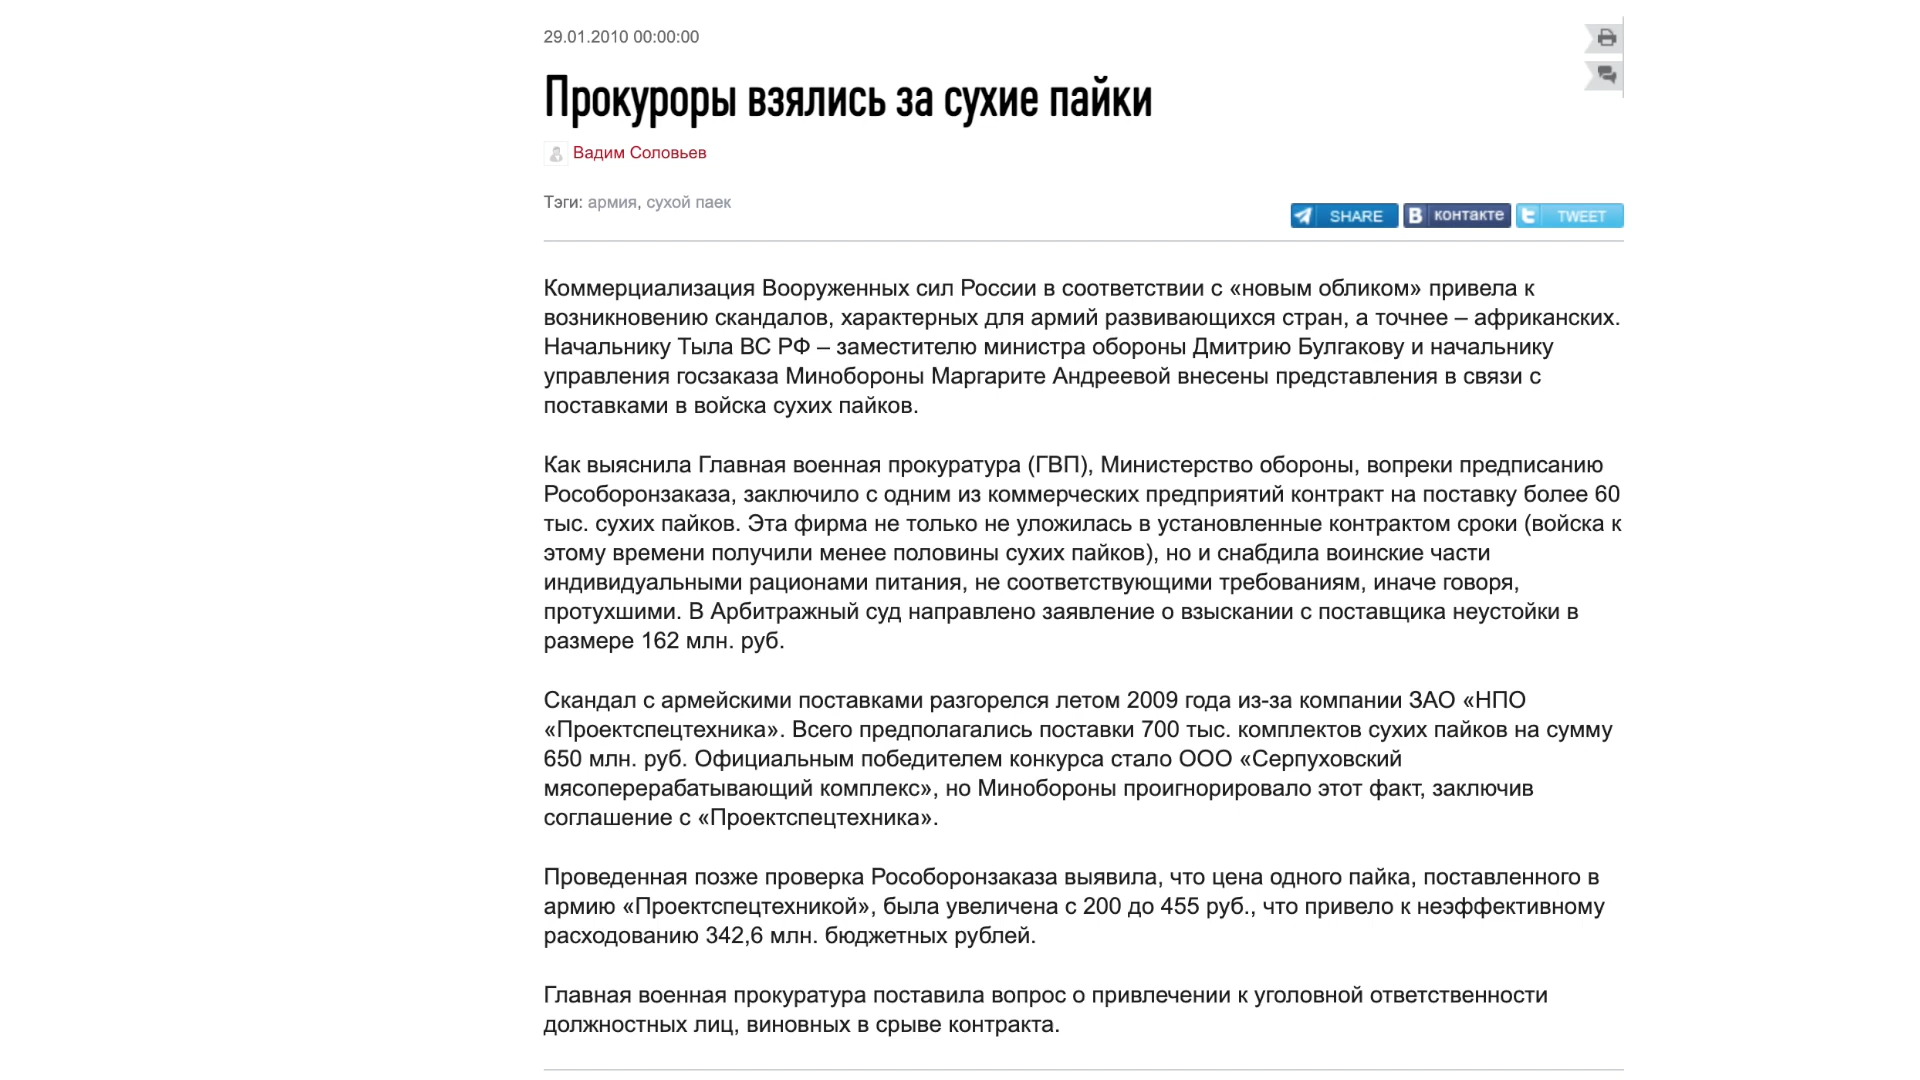 29.01.2010 00:00:00
Прокуроры взялись за сухие пайки
Вадим Соловьев
Тэги: армия, сухой паек
SHARE
В контакте
TWEET
Коммерциализация Вооруженных сил России в соответствии с «новым обликом» привела к
возникновению скандалов, характерных для армий развивающихся стран, а точнее – африканских.
Начальнику Тыла ВС РФ – заместителю министра обороны Дмитрию Булгакову и начальнику
управления госзаказа Минобороны Маргарите Андреевой внесены представления в связи с
поставками в войска сухих пайков.
Как выяснила Главная военная прокуратура (ГВП), Министерство обороны, вопреки предписанию
Рособоронзаказа, заключило с одним из коммерческих предприятий контракт на поставку более 60
тыс. сухих пайков. Эта фирма не только не уложилась в установленные контрактом сроки (войска к
этому времени получили менее половины сухих пайков), но и снабдила воинские части
индивидуальными рационами питания, не соответствующими требованиям, иначе говоря,
протухшими. В Арбитражный суд направлено заявление о взыскании с поставщика неустойки в
размере 162 млн. руб.
Скандал с армейскими поставками разгорелся летом 2009 года из-за компании ЗАО «НПО
«Проектспецтехника». Всего предполагались поставки 700 тыс. комплектов сухих пайков на сумму
650 млн. руб. Официальным победителем конкурса стало ООО «Серпуховский
мясоперерабатывающий комплекс», но Минобороны проигнорировало этот факт, заключив
соглашение с «Проектспецтехника».
Проведенная позже проверка Рособоронзаказа выявила, что цена одного пайка, поставленного в
армию «Проектспецтехникой», была увеличена с 200 до 455 руб., что привело к неэффективному
расходованию 342,6 млн. бюджетных рублей.
Главная военная прокуратура поставила вопрос о привлечении к уголовной ответственности
должностных лиц, виновных в срыве контракта.